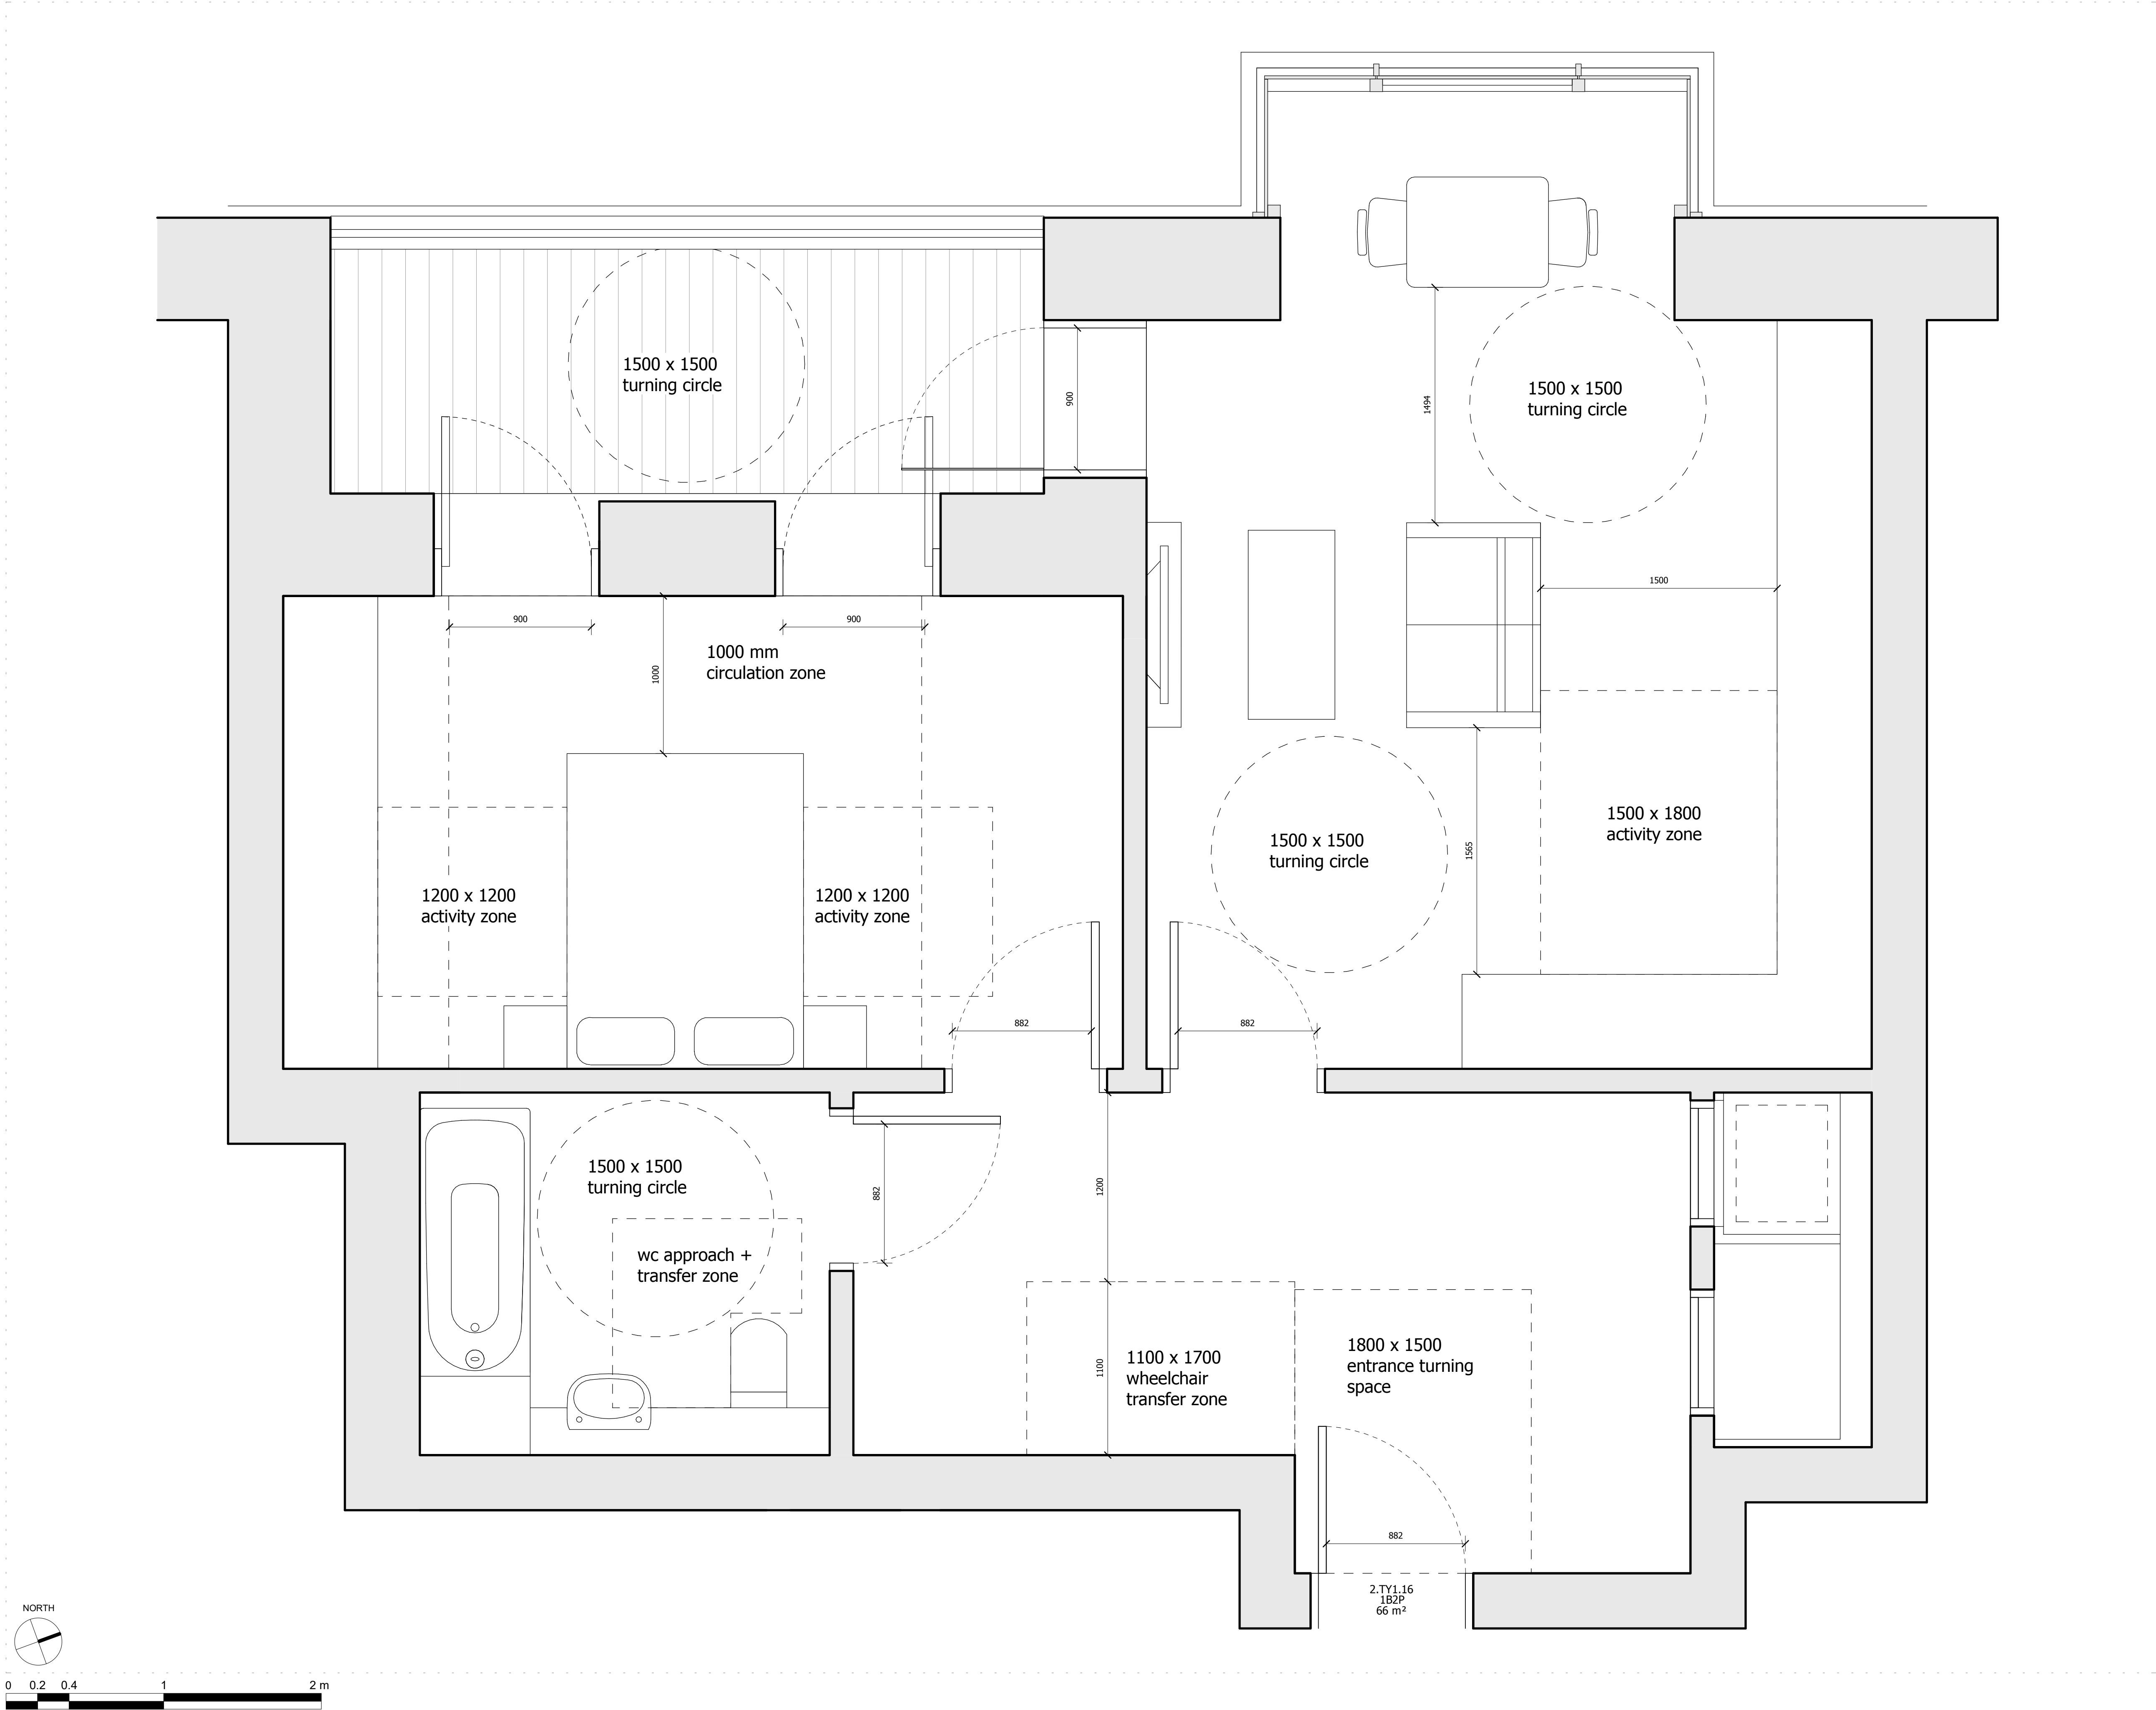 1500 x 1500
turning circle
900
1500 x 1500
turning circle
1494
900
900
1000 mm
circulation zone
1000
1500
1500 x 1500
turning circle
1565
1500 x 1800
activity zone
1200 x 1200
activity zone
1200 x 1200
activity zone
882
882
1500 x 1500
turning circle
882
1200
wc approach +
transfer zone
1100 x 1700
wheelchair
transfer zone
1100
1800 x 1500
entrance turning
space
882
2.TY1.16
1B2P
66 m²
NORTH
0 0.2 0.4 1 2 m